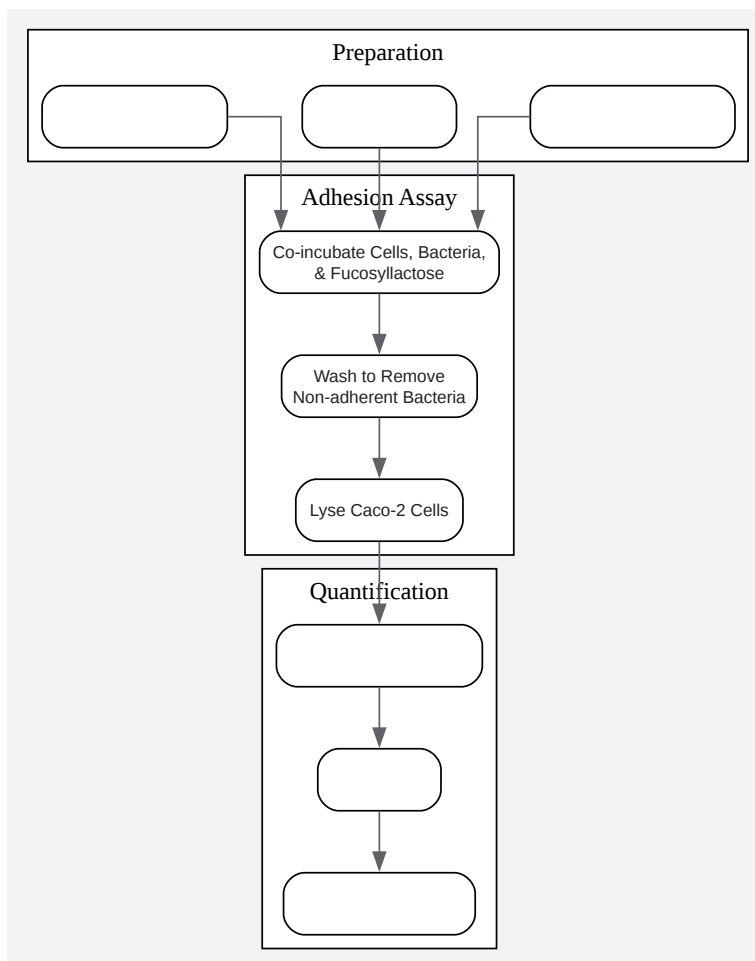 Preparation
Adhesion Assay
Co-incubate Cells, Bacteria,
& Fucosyllactose
Wash to Remove
Non-adherent Bacteria
Lyse Caco-2 Cells
Quantification